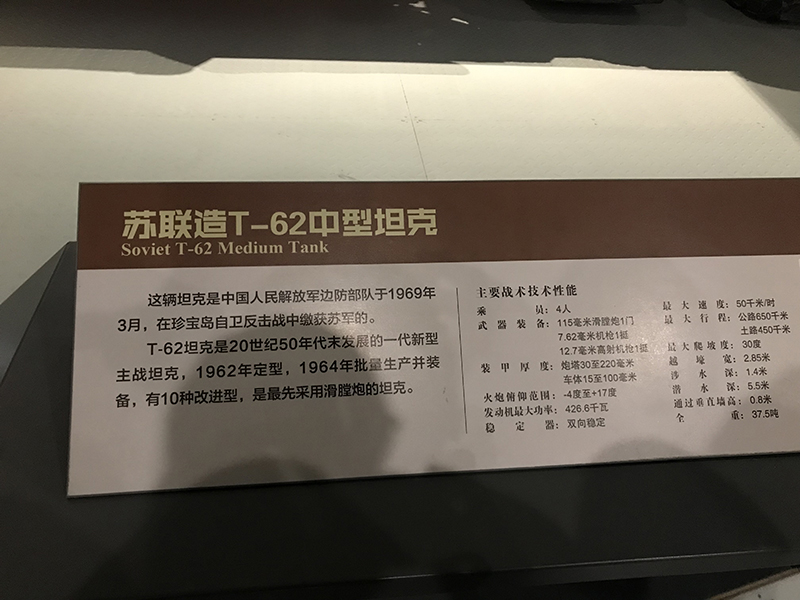 苏联造T-62中型坦克
Soviet T-62 Medium Tank
这辆坦克是中国人民解放军边防部队于1969年
3月，在珍宝岛自卫反击战中缴获苏军的。
T-62坦克是20世纪50年代末发展的一代新型
主战坦克，1962年定型，1964年批量生产并装
备，有10种改进型，是最先采用滑膛炮的坦克。
主要战术技术性能
乘员：4人
武器装备：115毫米滑膛炮1门
7.62毫米机枪1挺
12.7毫米高射机枪1挺
装甲厚度：炮塔30至220毫米
车体15至100毫米
火炮俯仰范围：-4度至+17度
发动机最大功率：426.6千瓦
稳定器：双向稳定
最大速度：50千米/时
最大行程：公路650千米
土路450千米
最大爬坡度：30度
越壕宽：2.85米
涉水深：1.4米
潜水深：5.5米
通过垂直墙高：0.8米
全重：37.5吨